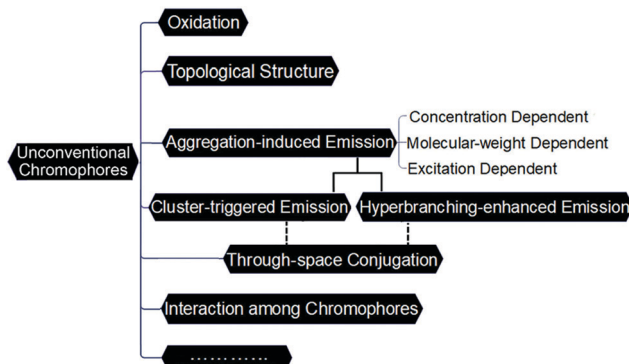 Oxidation
Topological Structure
Concentration Dependent
Aggregation-induced Emission
Molecular-weight Dependent
Excitation Dependent
Unconventional
Chromophores
Cluster-triggered Emission
Hyperbranching-enhanced Emission
Through-space Conjugation
Interaction among Chromophores
…………